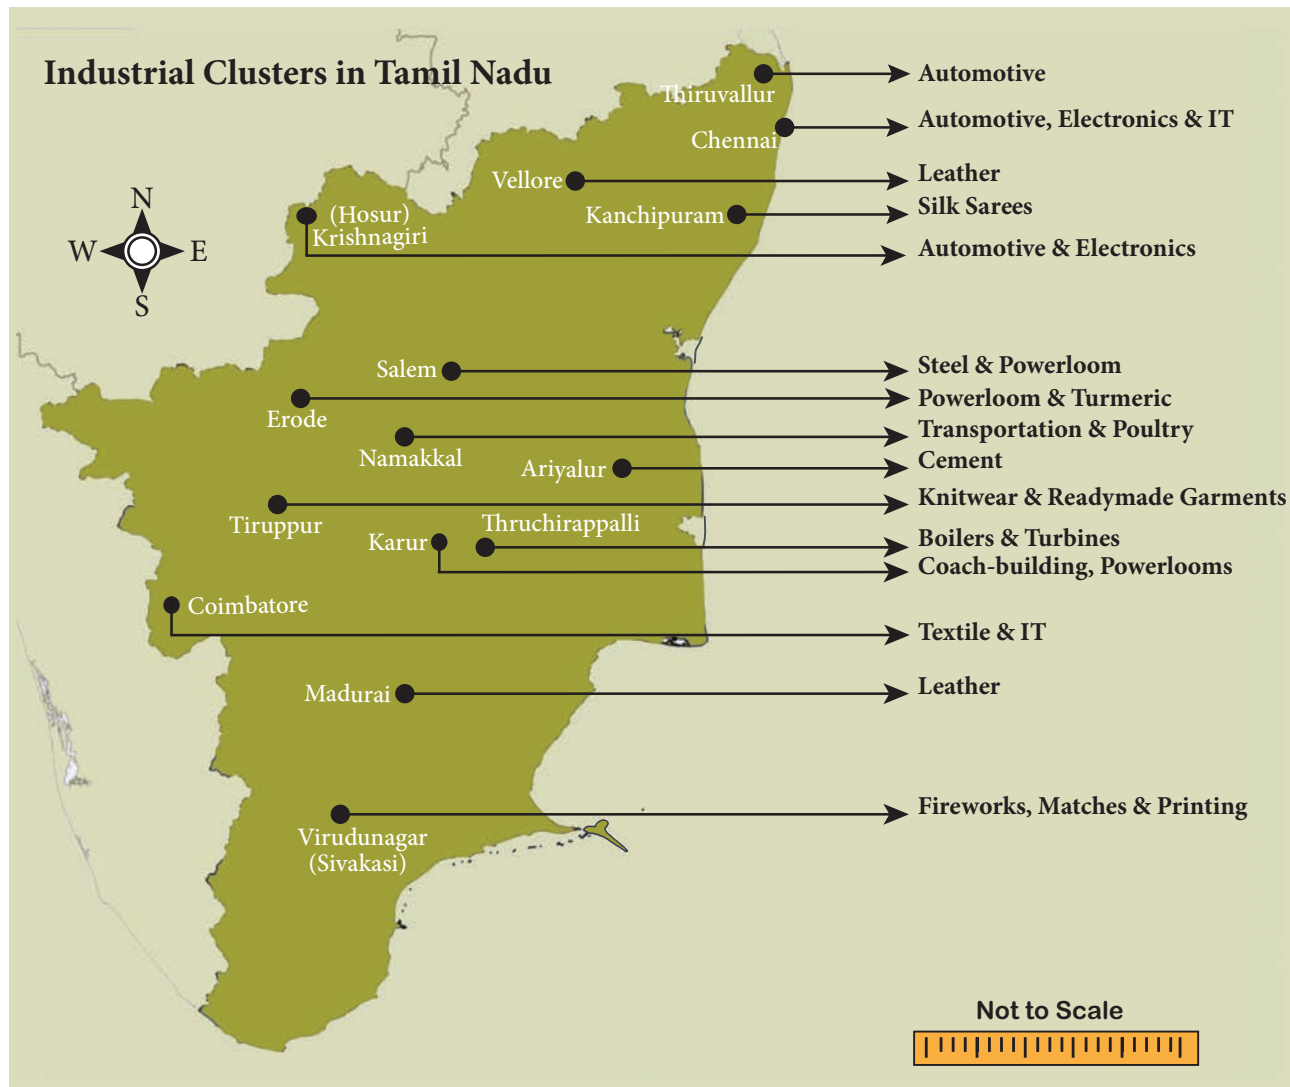 Industrial Clusters in Tamil Nadu
Thiruvallur
Automotive
Chennai
Automotive, Electronics & IT
Vellore
Leather
Kanchipuram
Silk Sarees
(Hosur)
Krishnagiri
Automotive & Electronics
N
W
E
S
Salem
Steel & Powerloom
Erode
Powerloom & Turmeric
Namakkal
Transportation & Poultry
Ariyalur
Cement
Tiruppur
Knitwear & Readymade Garments
Thruchirappalli
Boilers & Turbines
Karur
Coach-building, Powerlooms
Coimbatore
Textile & IT
Madurai
Leather
Virudunagar
(Sivakasi)
Fireworks, Matches & Printing
Not to Scale